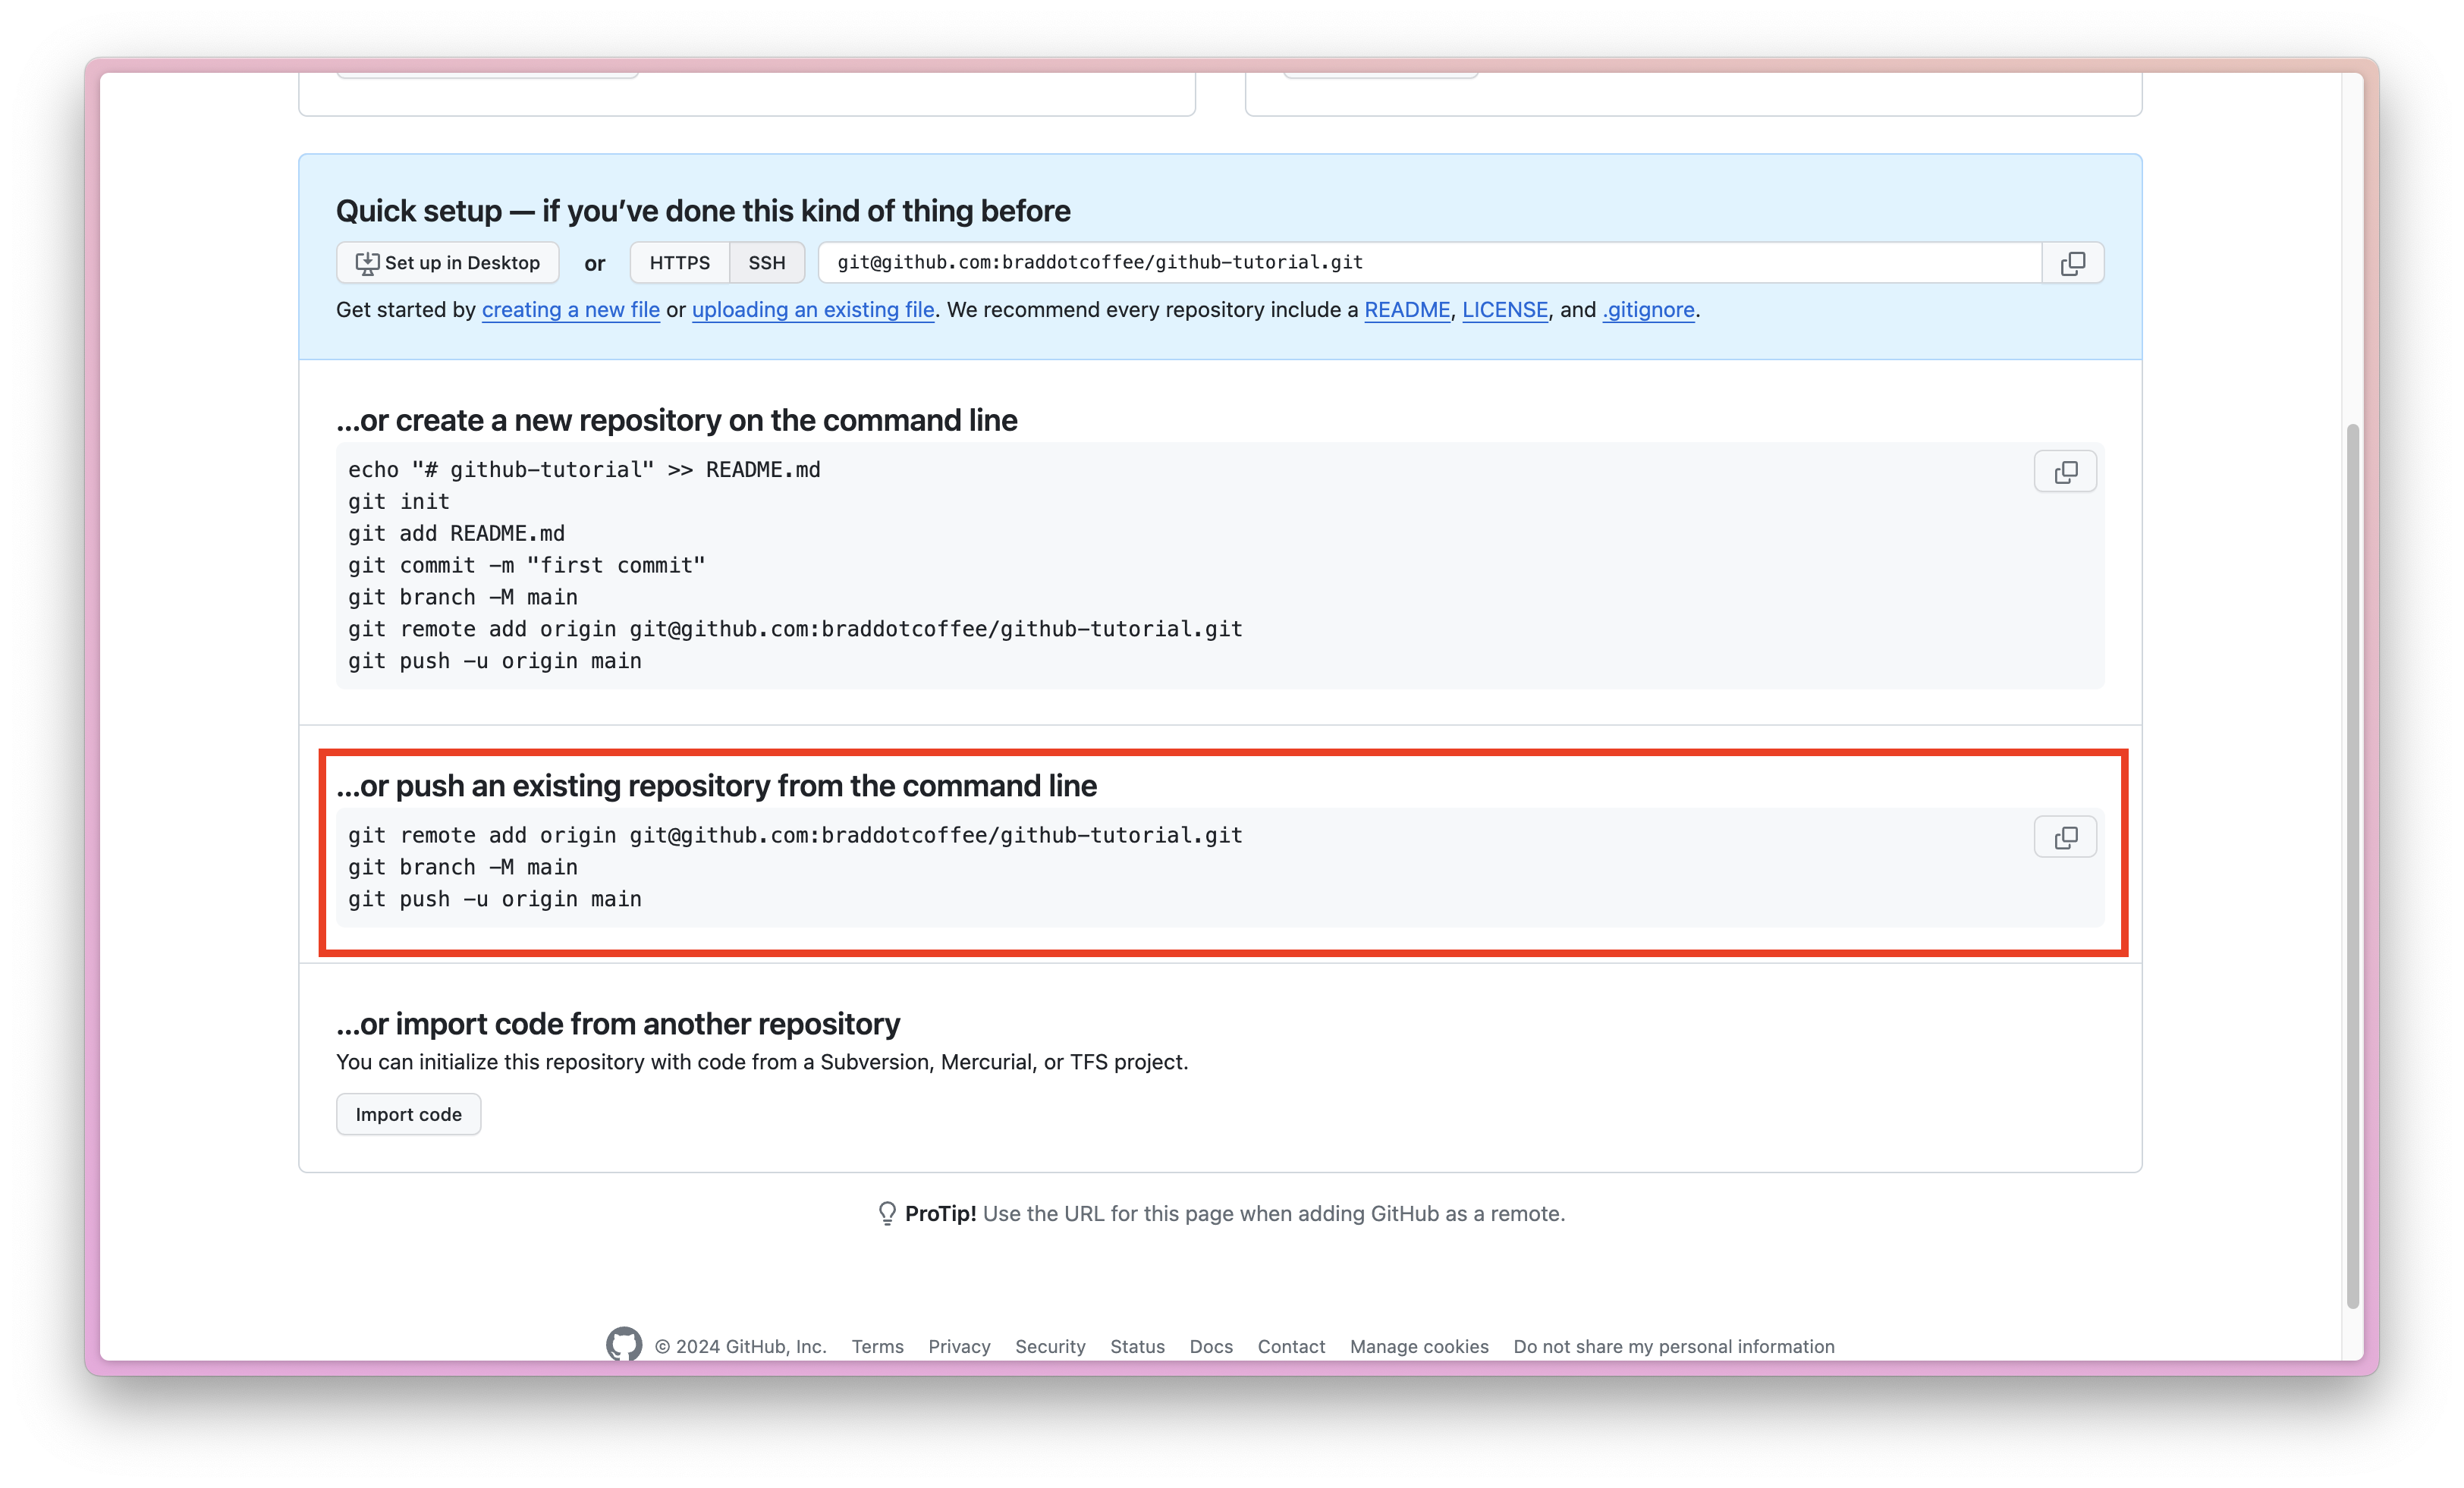 Quick setup — if you’ve done this kind of thing before
Set up in Desktop or HTTPS SSH git@github.com:braddotcoffee/github-tutorial.git
Get started by creating a new file or uploading an existing file. We recommend every repository include a README, LICENSE, and .gitignore.
…or create a new repository on the command line
echo "# github-tutorial" >> README.md
git init
git add README.md
git commit -m "first commit"
git branch -M main
git remote add origin git@github.com:braddotcoffee/github-tutorial.git
git push -u origin main
…or push an existing repository from the command line
git remote add origin git@github.com:braddotcoffee/github-tutorial.git
git branch -M main
git push -u origin main
…or import code from another repository
You can initialize this repository with code from a Subversion, Mercurial, or TFS project.
Import code
ProTip! Use the URL for this page when adding GitHub as a remote.
© 2024 GitHub, Inc. Terms Privacy Security Status Docs Contact Manage cookies Do not share my personal information